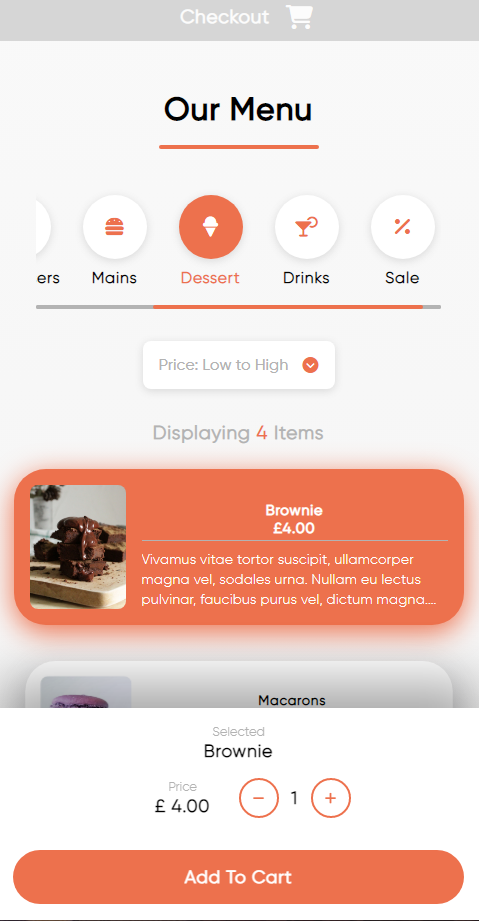 Checkout
Our Menu
ers
Mains
Dessert
Drinks
Sale
Price: Low to High
Displaying 4 Items
Brownie
£4.00
Vivamus vitae tortor suscipit, ullamcorper
magna vel, sodales urna. Nullam eu lectus
pulvinar, faucibus purus vel, dictum magna....
Macarons
Selected
Brownie
Price
£ 4.00
1
Add To Cart